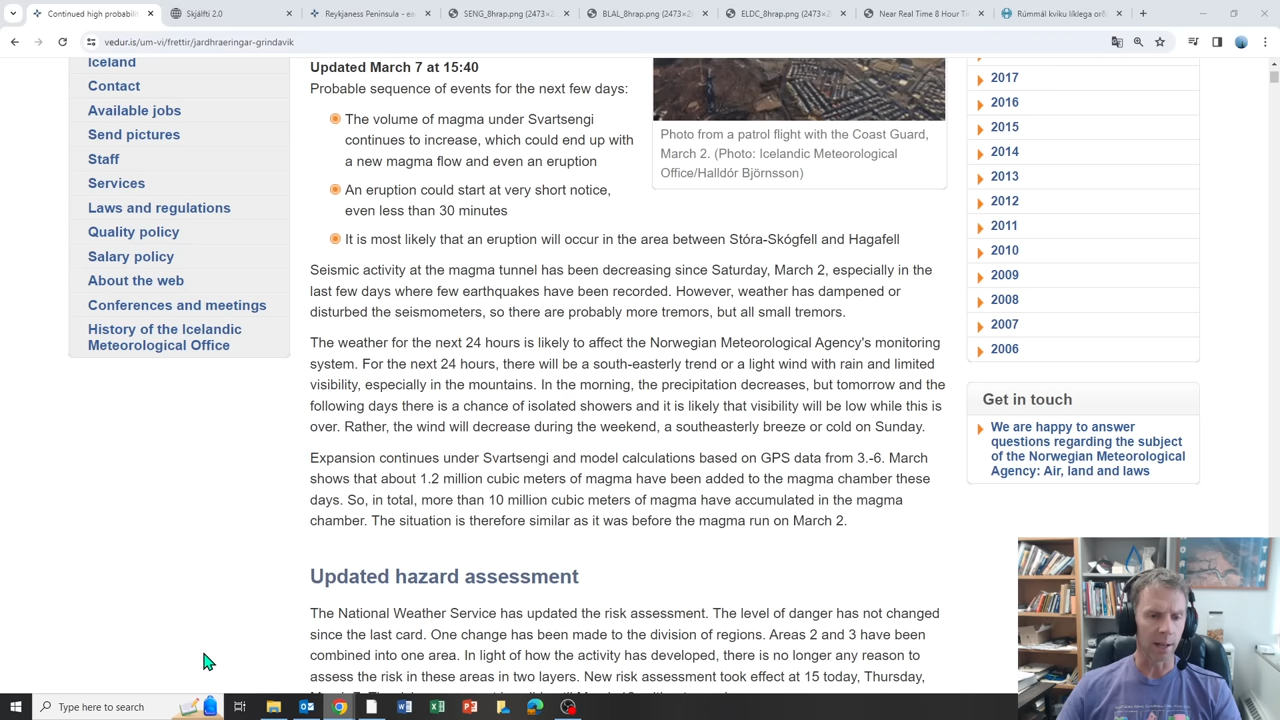 Continued high probabil
Skjálfti 2.0
Reykjaness Peninsula - ea
SENG_8hrap.png (2473×2
BLAL_8hrap.png (2473×2
ELDC_8hrap.png (2473×2
Near Real Time 8 Hour Ti
Rúmmál kviku líklega orð
vedur.is/um-vi/frettir/jardhraeringar-grindavik
Iceland
Contact
Available jobs
Send pictures
Staff
Services
Laws and regulations
Quality policy
Salary policy
About the web
Conferences and meetings
History of the Icelandic
Meteorological Office
Updated March 7 at 15:40
Probable sequence of events for the next few days:
The volume of magma under Svartsengi
continues to increase, which could end up with
a new magma flow and even an eruption
An eruption could start at very short notice,
even less than 30 minutes
It is most likely that an eruption will occur in the area between Stóra-Skógfell and Hagafell
Photo from a patrol flight with the Coast Guard,
March 2. (Photo: Icelandic Meteorological
Office/Halldór Björnsson)
Seismic activity at the magma tunnel has been decreasing since Saturday, March 2, especially in the
last few days where few earthquakes have been recorded. However, weather has dampened or
disturbed the seismometers, so there are probably more tremors, but all small tremors.
The weather for the next 24 hours is likely to affect the Norwegian Meteorological Agency's monitoring
system. For the next 24 hours, there will be a south-easterly trend or a light wind with rain and limited
visibility, especially in the mountains. In the morning, the precipitation decreases, but tomorrow and the
following days there is a chance of isolated showers and it is likely that visibility will be low while this is
over. Rather, the wind will decrease during the weekend, a southeasterly breeze or cold on Sunday.
Expansion continues under Svartsengi and model calculations based on GPS data from 3.-6. March
shows that about 1.2 million cubic meters of magma have been added to the magma chamber these
days. So, in total, more than 10 million cubic meters of magma have accumulated in the magma
chamber. The situation is therefore similar as it was before the magma run on March 2.
Updated hazard assessment
The National Weather Service has updated the risk assessment. The level of danger has not changed
since the last card. One change has been made to the division of regions. Areas 2 and 3 have been
combined into one area. In light of how the activity has developed, there is no longer any reason to
assess the risk in these areas in two layers. New risk assessment took effect at 15 today, Thursday,
2017
2016
2015
2014
2013
2012
2011
2010
2009
2008
2007
2006
Get in touch
We are happy to answer
questions regarding the subject
of the Norwegian Meteorological
Agency: Air, land and laws
Type here to search